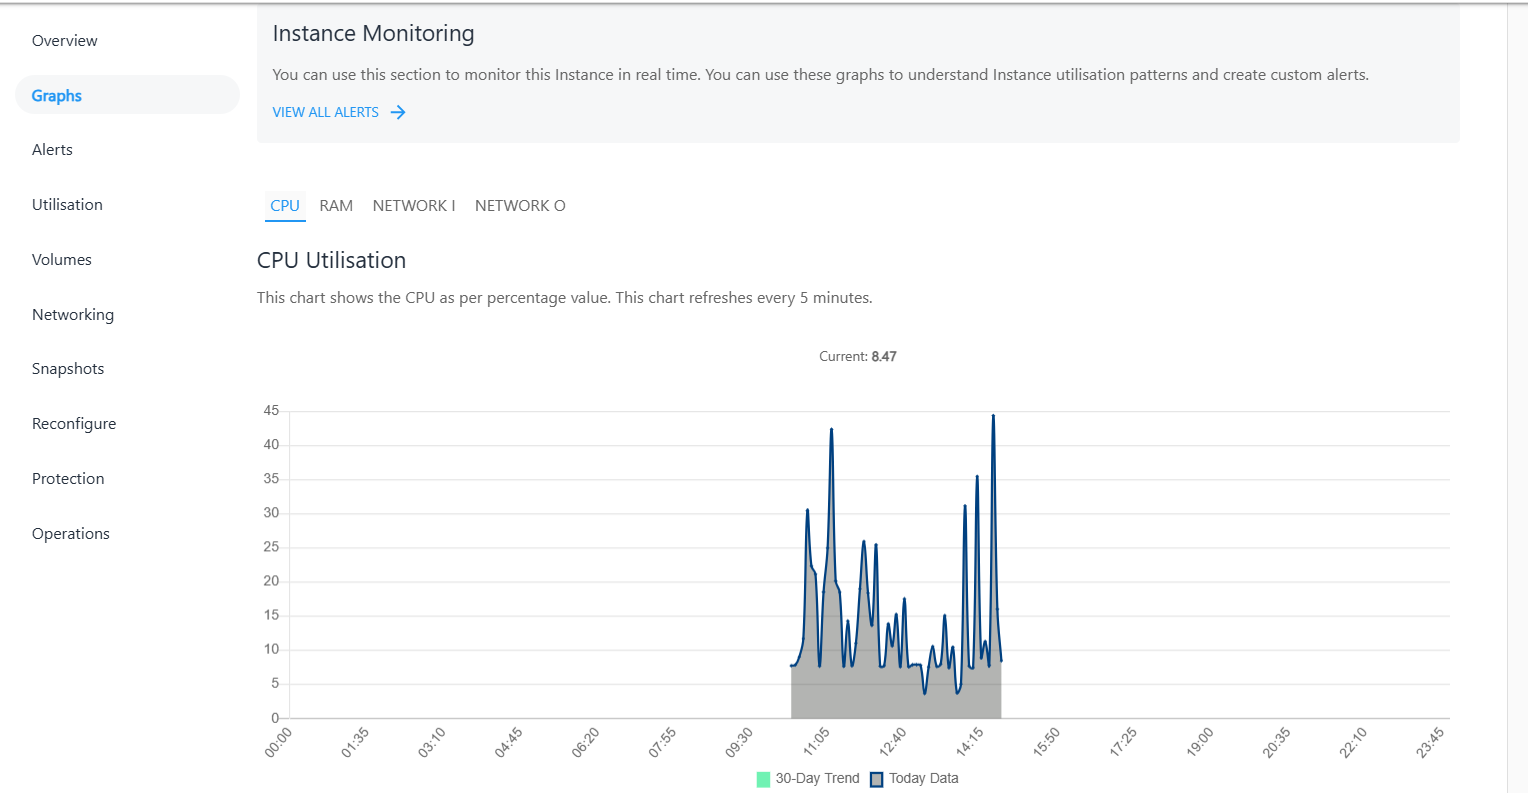 Overview
Graphs
Alerts
Utilisation
Volumes
Networking
Snapshots
Reconfigure
Protection
Operations
Instance Monitoring
You can use this section to monitor this Instance in real time. You can use these graphs to understand Instance utilisation patterns and create custom alerts.
VIEW ALL ALERTS
CPU RAM NETWORK I NETWORK O
CPU Utilisation
This chart shows the CPU as per percentage value. This chart refreshes every 5 minutes.
Current: 8.47
45
40
35
30
25
20
15
10
5
0
00:00 01:35 03:10 04:45 06:20 07:55 09:30 11:05 12:40 14:15 15:50 17:25 19:00 20:35 22:10 23:45
30-Day Trend Today Data